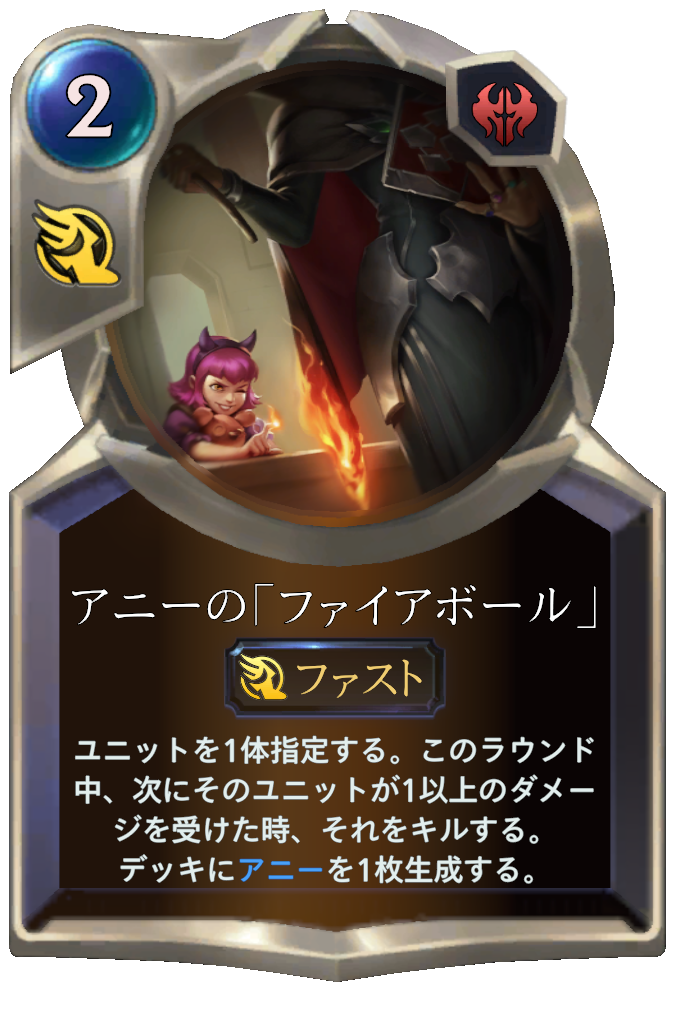 2
アニーの「ファイアボール」
ファスト
ユニットを1体指定する。このラウンド
中、次にそのユニットが1以上のダメー
ジを受けた時、それをキルする。
デッキにアニーを1枚生成する。